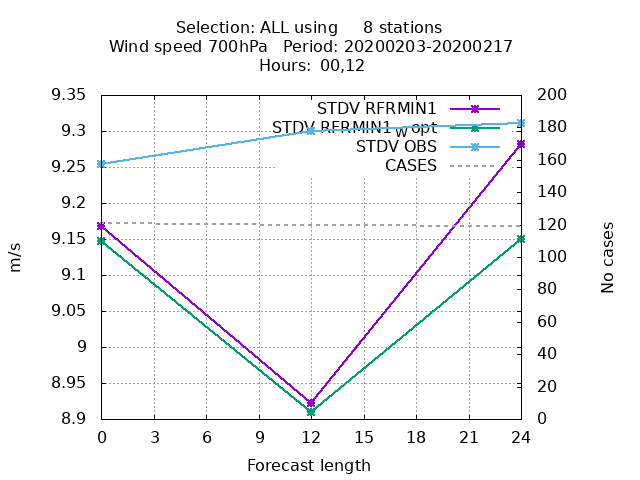 Selection: ALL using     8 stations
Wind speed 700hPa   Period: 20200203-20200217
Hours: 00,12
STDV RFRMIN1
STDV RFRMIN1_w_opt
STDV OBS
CASES
9.35
9.3
9.25
9.2
9.15
9.1
9.05
9
8.95
8.9
200
180
160
140
120
100
80
60
40
20
0
m/s
No cases
0 3 6 9 12 15 18 21 24
Forecast length